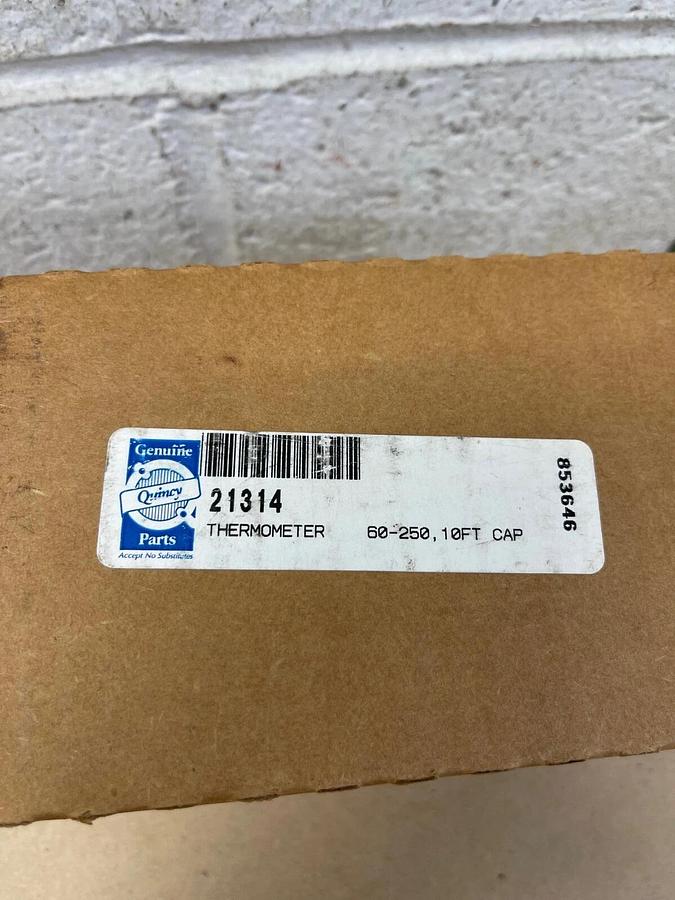 Genuine
Quincy
Parts
Accept No Substitutes
21314
THERMOMETER 60-250,10FT CAP
853646